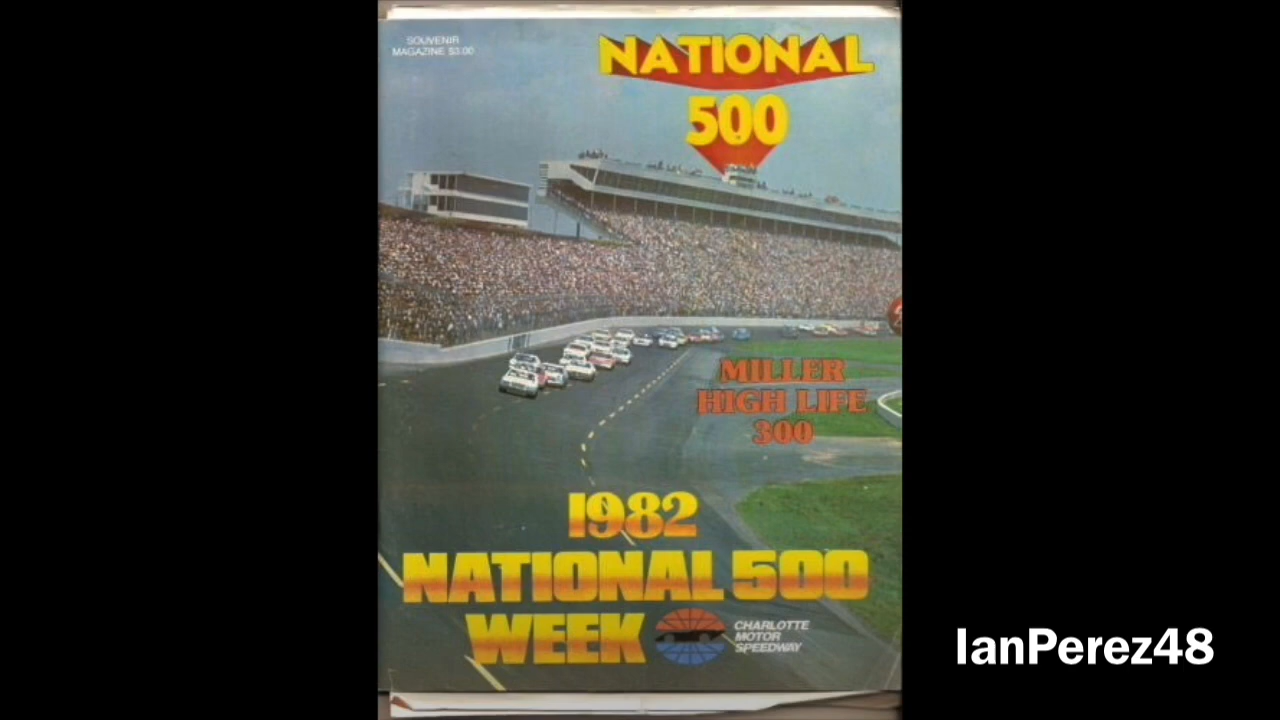 SOUVENIR
MAGAZINE $3.00
NATIONAL
500
MILLER
HIGH LIFE
300
1982
NATIONAL 500
WEEK
CHARLOTTE
MOTOR
SPEEDWAY
IanPerez48